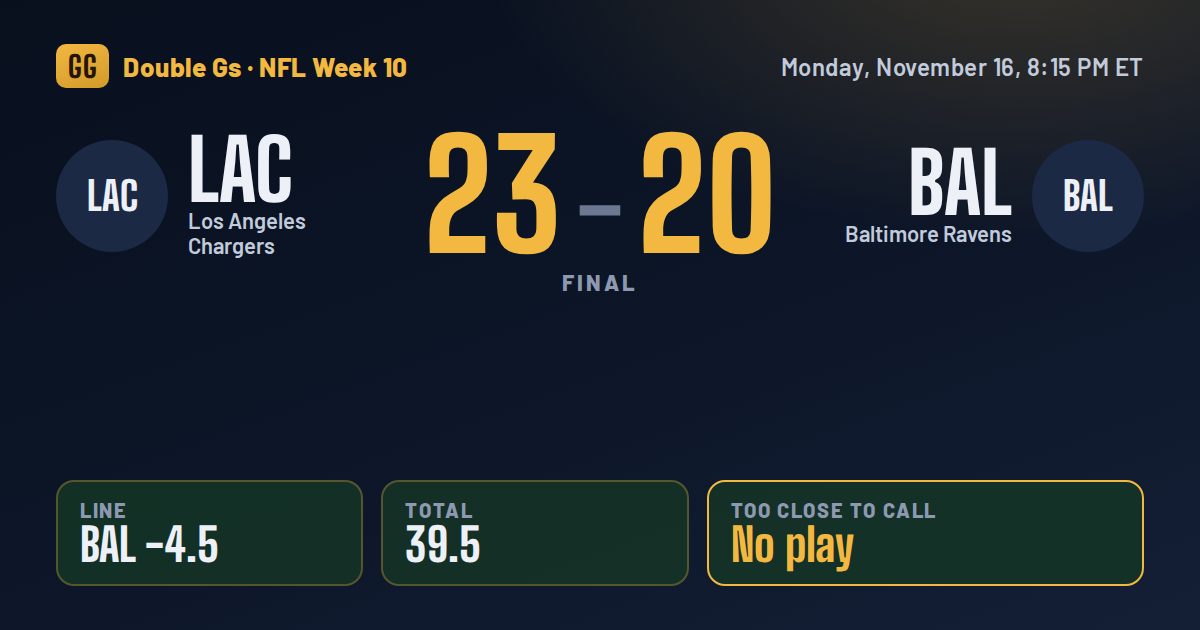 GG Double Gs · NFL Week 10
Monday, November 16, 8:15 PM ET
LAC
LAC
Los Angeles
Chargers
23 – 20
FINAL
BAL
Baltimore Ravens
BAL
LINE
BAL −4.5
TOTAL
39.5
TOO CLOSE TO CALL
No play